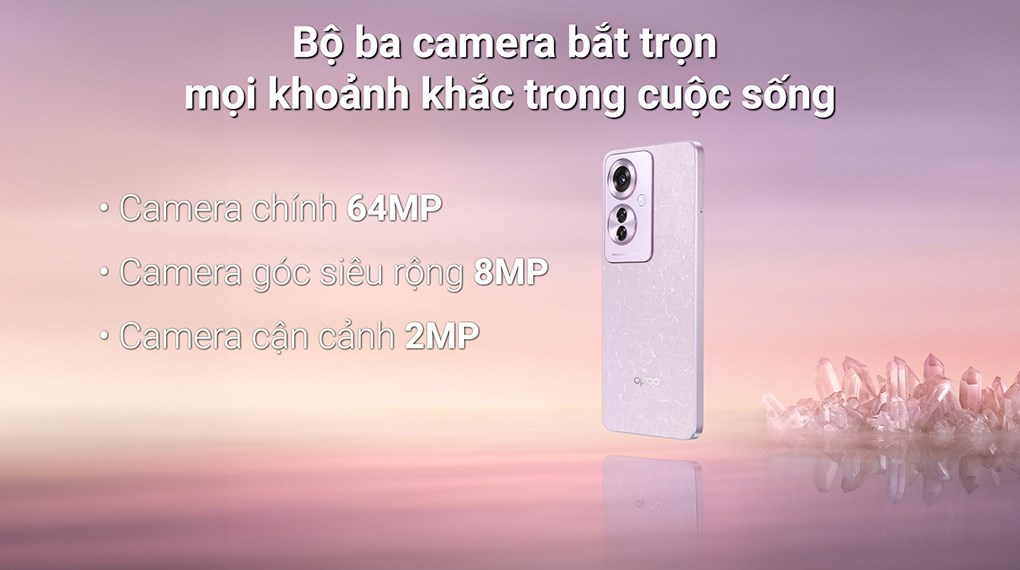 Bộ ba camera bắt trọn
mọi khoảnh khắc trong cuộc sống
• Camera chính 64MP
• Camera góc siêu rộng 8MP
• Camera cận cảnh 2MP
oppo